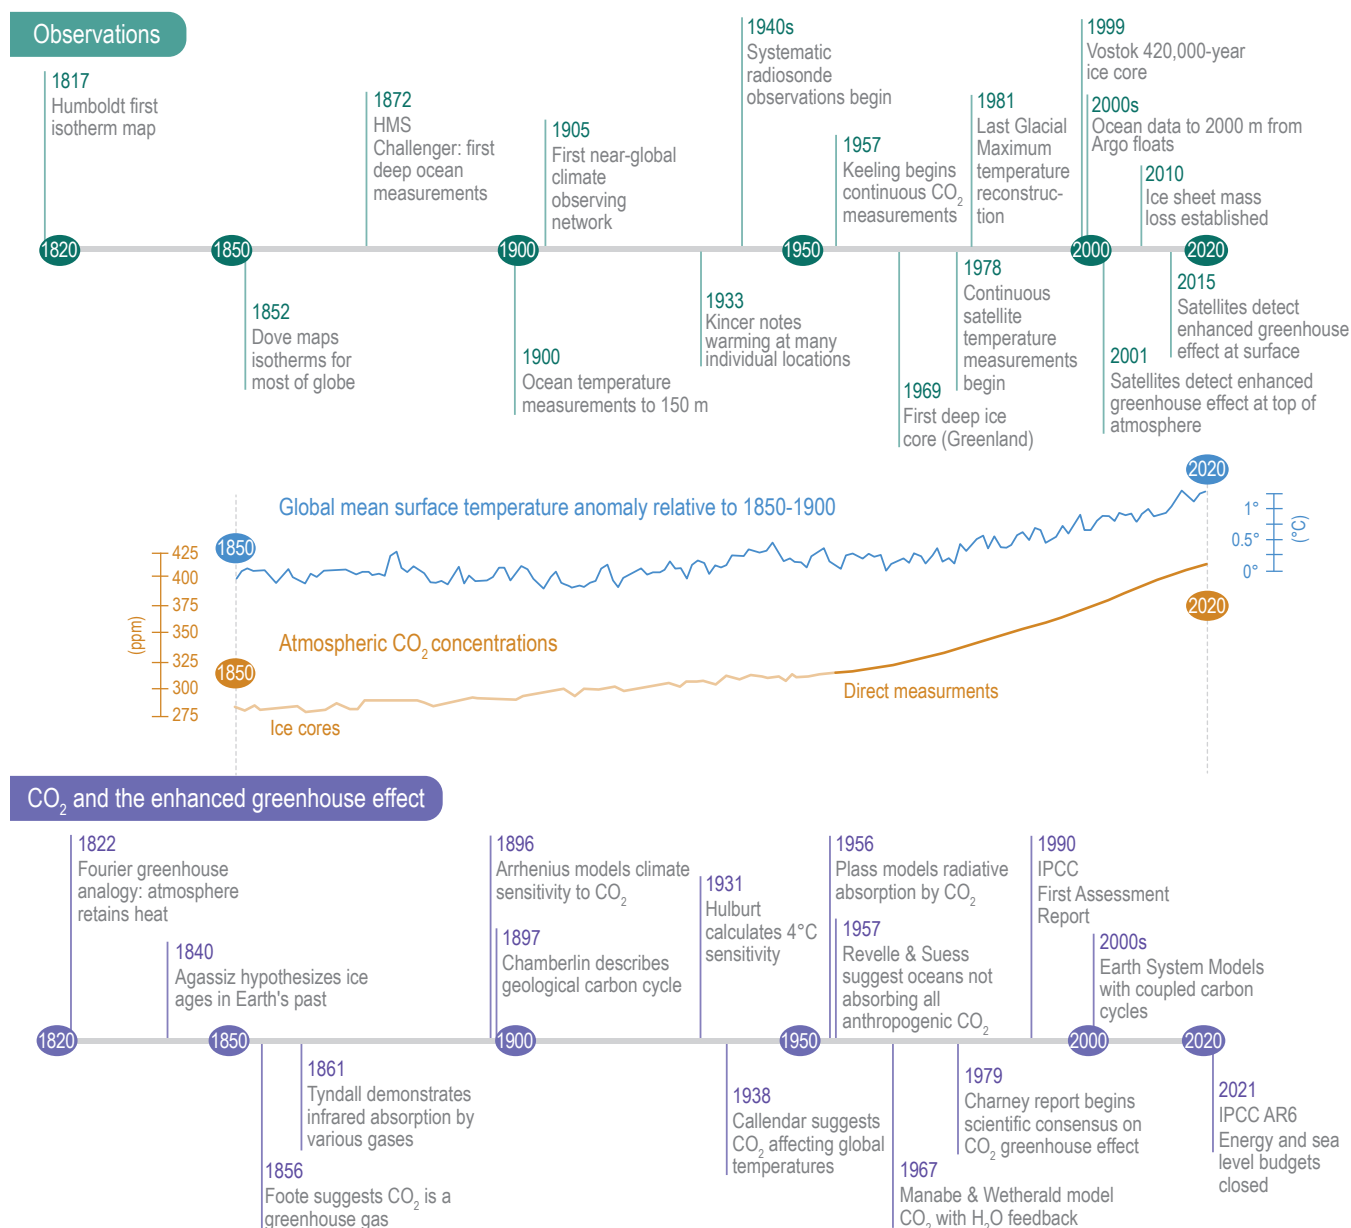 Observations
1817
Humboldt first
isotherm map
1872
HMS
Challenger: first
deep ocean
measurements
1905
First near-global
climate
observing
network
1940s
Systematic
radiosonde
observations begin
1957
Keeling begins
continuous CO₂
measurements
1981
Last Glacial
Maximum
temperature
reconstruc-
tion
1999
Vostok 420,000-year
ice core
2000s
Ocean data to 2000 m from
Argo floats
2010
Ice sheet mass
loss established
1820
1850
1900
1950
2000
2020
1852
Dove maps
isotherms for
most of globe
1900
Ocean temperature
measurements to 150 m
1933
Kincer notes
warming at many
individual locations
1969
First deep ice
core (Greenland)
1978
Continuous
satellite
temperature
measurements
begin
2001
Satellites detect enhanced
greenhouse effect at top of
atmosphere
2015
Satellites detect
enhanced greenhouse
effect at surface
Global mean surface temperature anomaly relative to 1850-1900
1850
2020
1°
0.5°
0°
(°C)
425
400
375
350
325
300
275
(ppm)
Atmospheric CO₂ concentrations
1850
2020
Ice cores
Direct measurments
CO₂ and the enhanced greenhouse effect
1822
Fourier greenhouse
analogy: atmosphere
retains heat
1840
Agassiz hypothesizes ice
ages in Earth's past
1896
Arrhenius models climate
sensitivity to CO₂
1897
Chamberlin describes
geological carbon cycle
1931
Hulburt
calculates 4°C
sensitivity
1956
Plass models radiative
absorption by CO₂
1957
Revelle & Suess
suggest oceans not
absorbing all
anthropogenic CO₂
1990
IPCC
First Assessment
Report
2000s
Earth System Models
with coupled carbon
cycles
1820
1850
1900
1950
2000
2020
1856
Foote suggests CO₂ is a
greenhouse gas
1861
Tyndall demonstrates
infrared absorption by
various gases
1938
Callendar suggests
CO₂ affecting global
temperatures
1967
Manabe & Wetherald model
CO₂ with H₂O feedback
1979
Charney report begins
scientific consensus on
CO₂ greenhouse effect
2021
IPCC AR6
Energy and sea
level budgets
closed